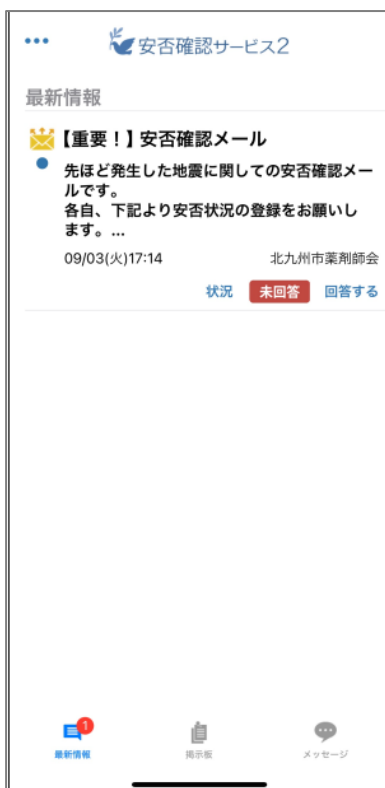 安否確認サービス2
最新情報
【重要！】安否確認メール
先ほど発生した地震に関しての安否確認メー
ルです。
各自、下記より安否状況の登録をお願いし
ます。...
09/03(火)17:14 北九州市薬剤師会
状況 未回答 回答する
1
最新情報 掲示板 メッセージ